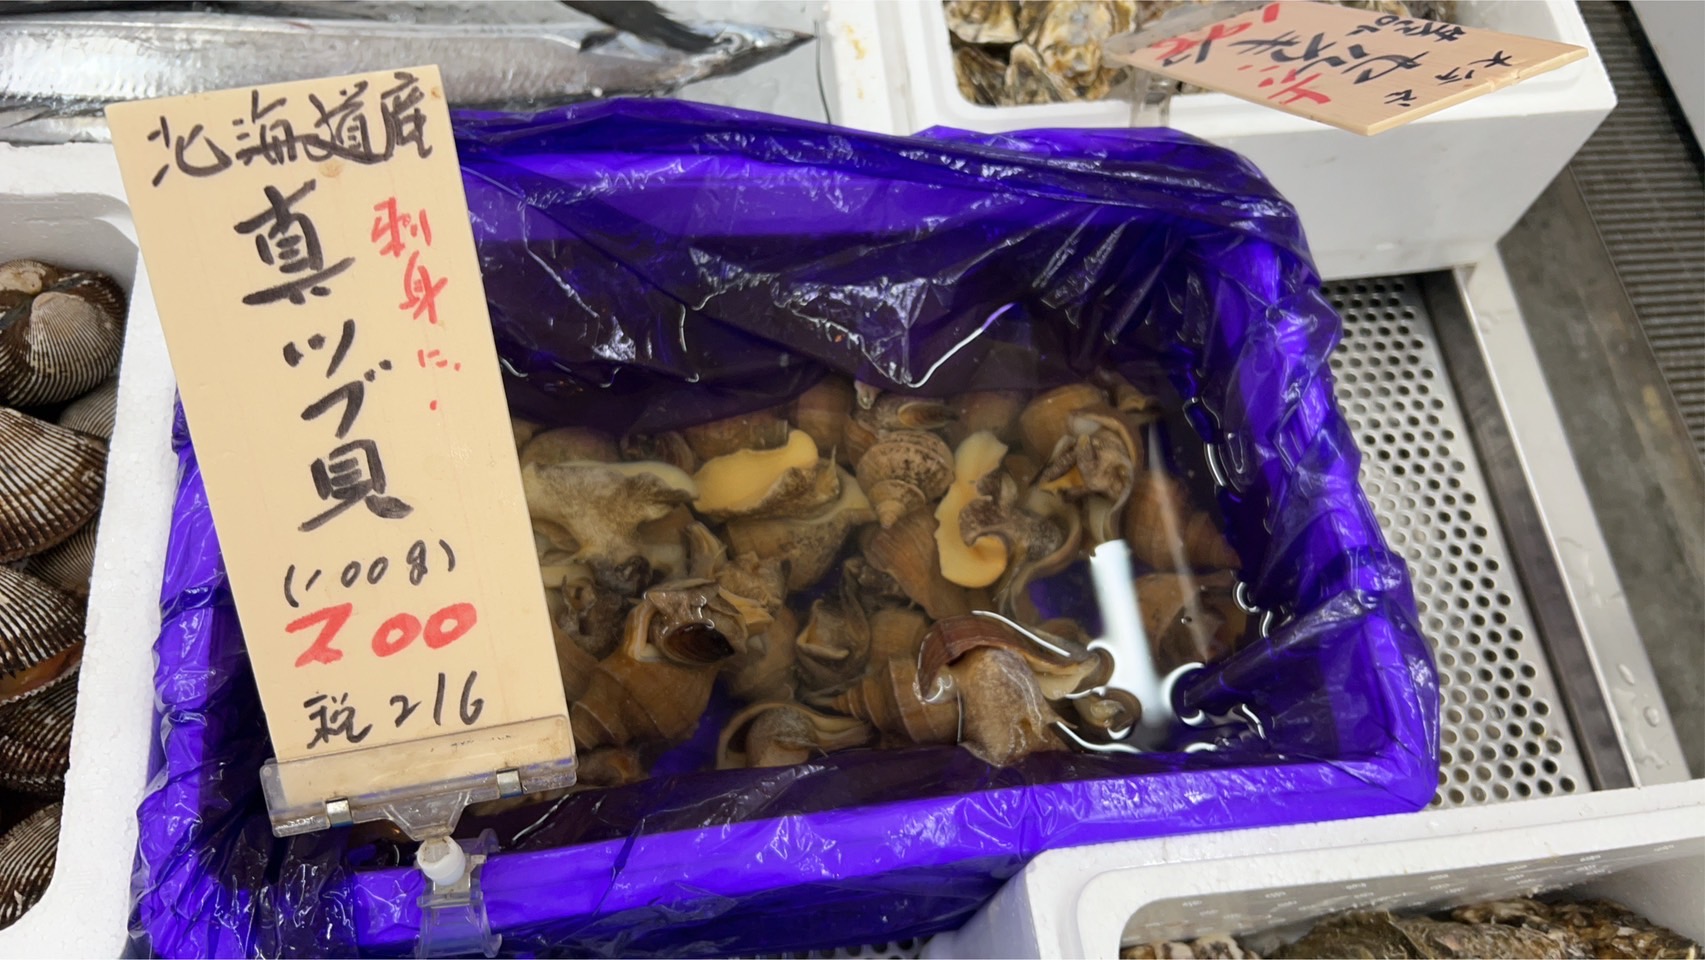 北海道産
真ツブ貝
刺身に.
(100g)
200
税216